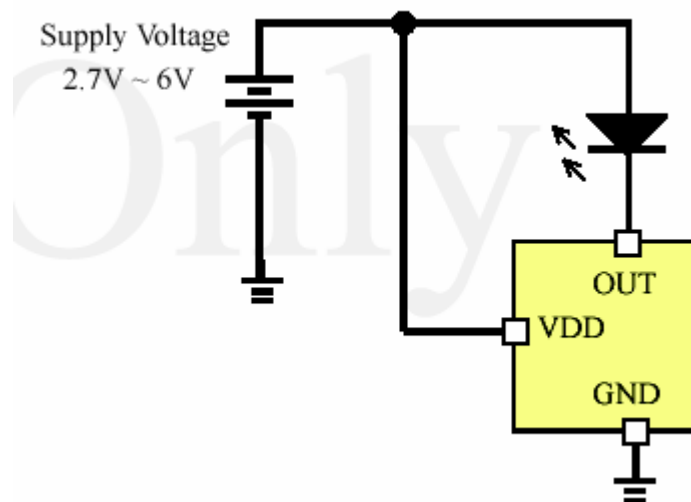 Supply Voltage
2.7V ~ 6V
Only
OUT
VDD
GND